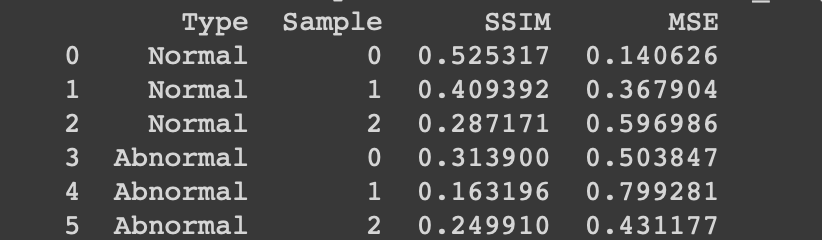 Type Sample SSIM MSE
0 Normal 0 0.525317 0.140626
1 Normal 1 0.409392 0.367904
2 Normal 2 0.287171 0.596986
3 Abnormal 0 0.313900 0.503847
4 Abnormal 1 0.163196 0.799281
5 Abnormal 2 0.249910 0.431177